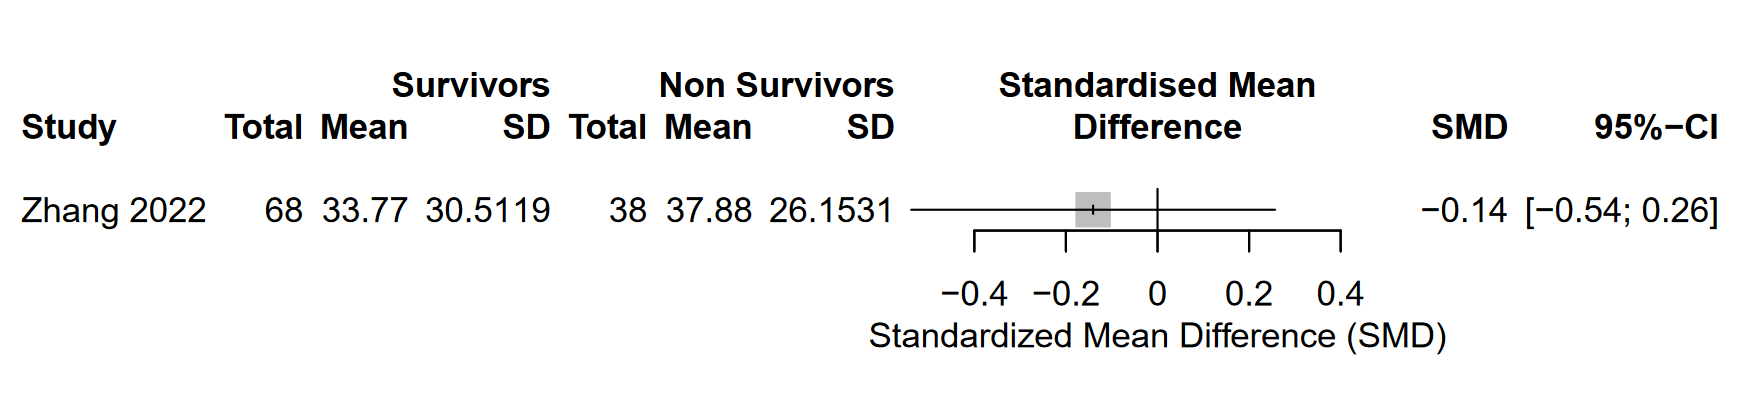 Survivors Non Survivors Standardised Mean
Study Total Mean SD Total Mean SD Difference SMD 95%−CI
Zhang 2022 68 33.77 30.5119 38 37.88 26.1531 −0.14 [−0.54; 0.26]
−0.4 −0.2 0 0.2 0.4
Standardized Mean Difference (SMD)